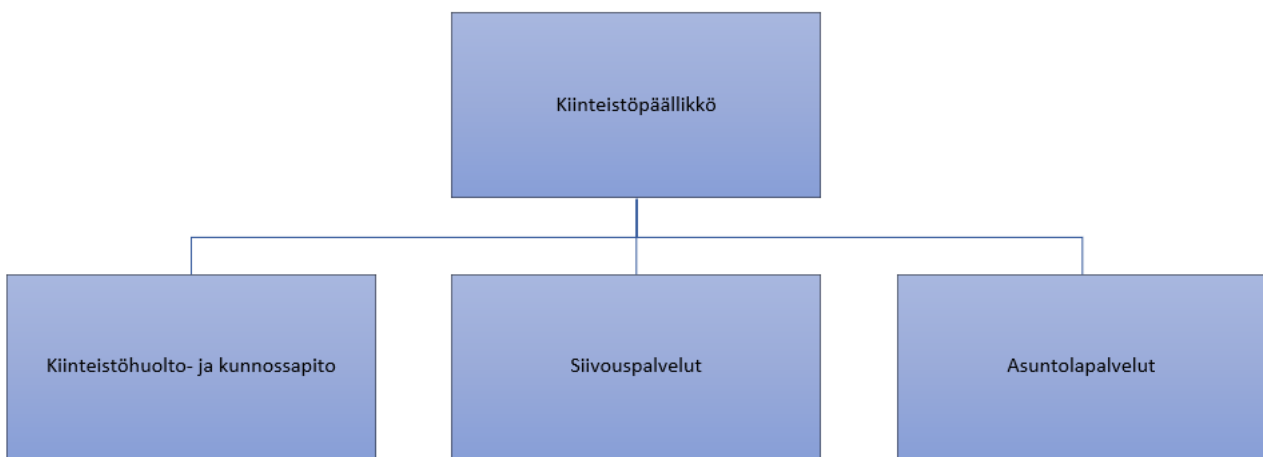 Kiinteistöpäällikkö
Kiinteistöhuolto- ja kunnossapito
Siivouspalvelut
Asuntolapalvelut